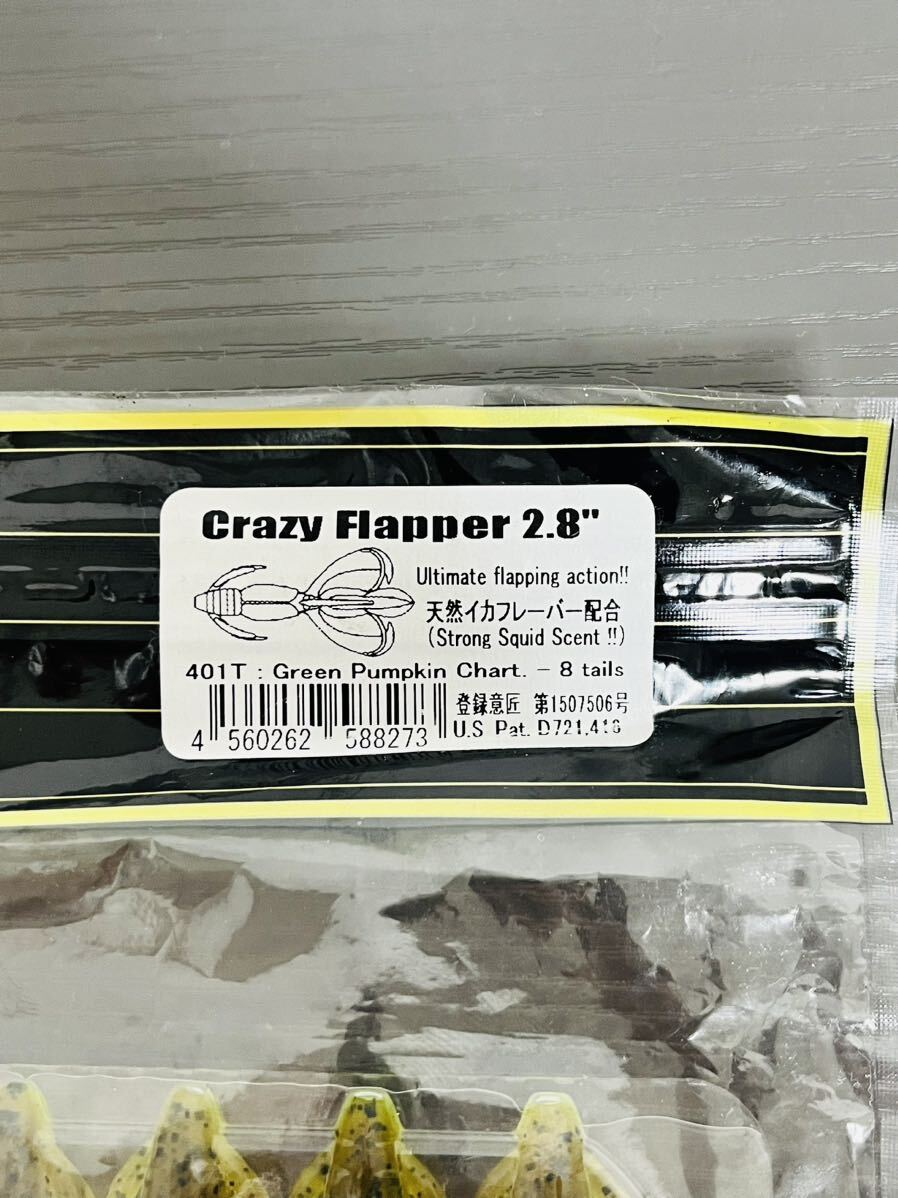 Crazy Flapper 2.8"
Ultimate flapping action!!
天然イカフレーバー配合
(Strong Squid Scent !!)
401T : Green Pumpkin Chart. - 8 tails
登録意匠 第1507506号
U.S Pat. D721,416
4 560262 588273